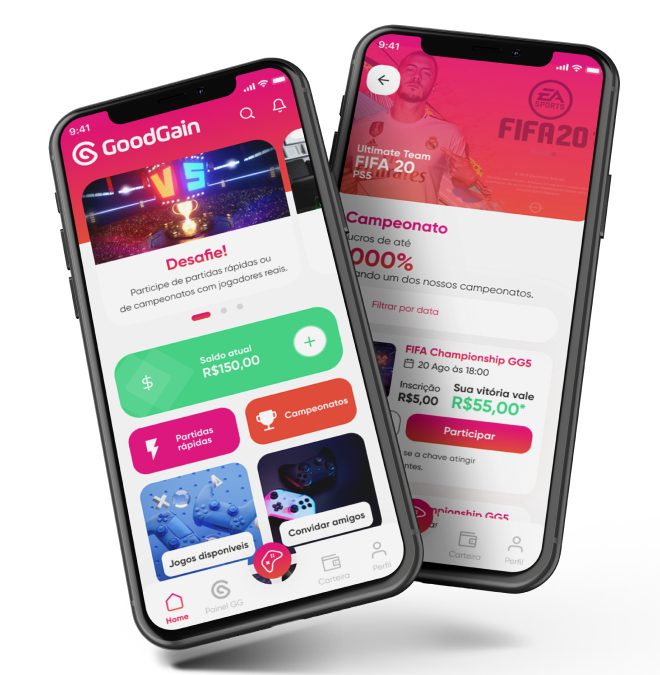 9:41
GoodGain
VS
Desafie!
Participe de partidas rápidas ou
de campeonatos com jogadores reais.
Saldo atual
R$150,00
$
Partidas
rápidas
Campeonatos
Jogos disponíveis
Convidar amigos
Home
Painel GG
Carteira
Perfil
9:41
EA
SPORTS
FIFA20
Ultimate Team
FIFA 20
PS5
Campeonato
ucros de até
000%
ando um dos nossos campeonatos.
Filtrar por data
FIFA Championship GG5
20 Ago às 18:00
Inscrição
R$5,00
Sua vitória vale
R$55,00*
Participar
se a chave atingir
ntes.
mpionship GG5
Carteira
Perfil